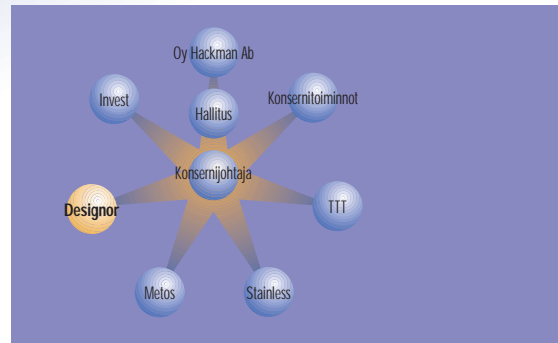 Oy Hackman Ab
Invest
Konsernitoiminnot
Hallitus
Konsernijohtaja
Designor
TTT
Metos
Stainless